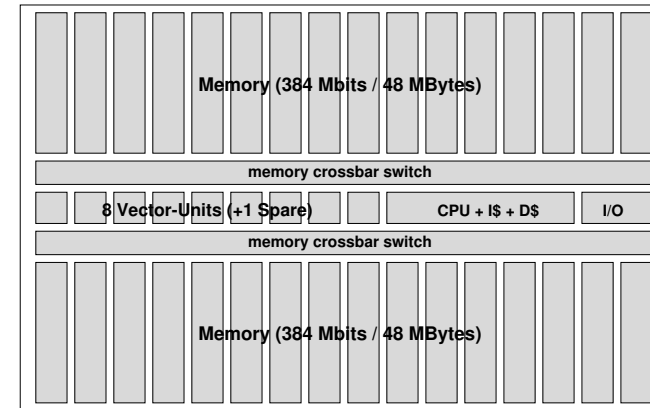 Memory (384 Mbits / 48 MBytes)
memory crossbar switch
8 Vector-Units (+1 Spare) CPU + I$ + D$ I/O
memory crossbar switch
Memory (384 Mbits / 48 MBytes)